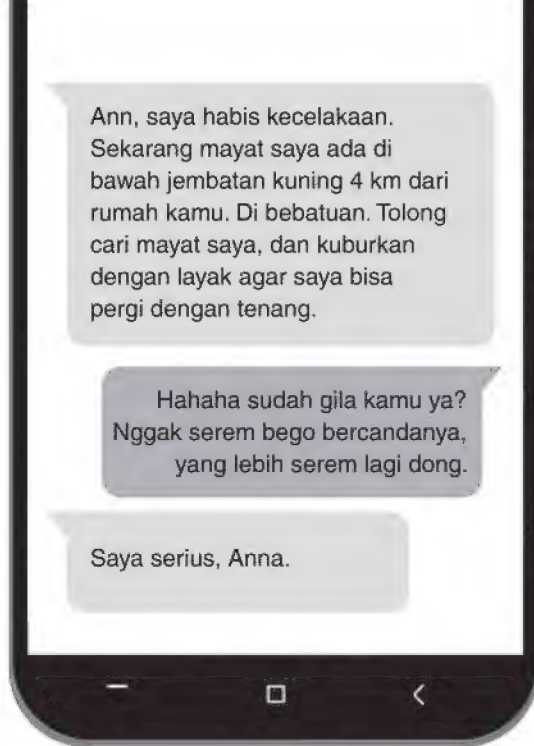 Ann, saya habis kecelakaan.
Sekarang mayat saya ada di
bawah jembatan kuning 4 km dari
rumah kamu. Di bebatuan. Tolong
cari mayat saya, dan kuburkan
dengan layak agar saya bisa
pergi dengan tenang.
Hahaha sudah gila kamu ya?
Nggak serem bego bercandanya,
yang lebih serem lagi dong.
Saya serius, Anna.